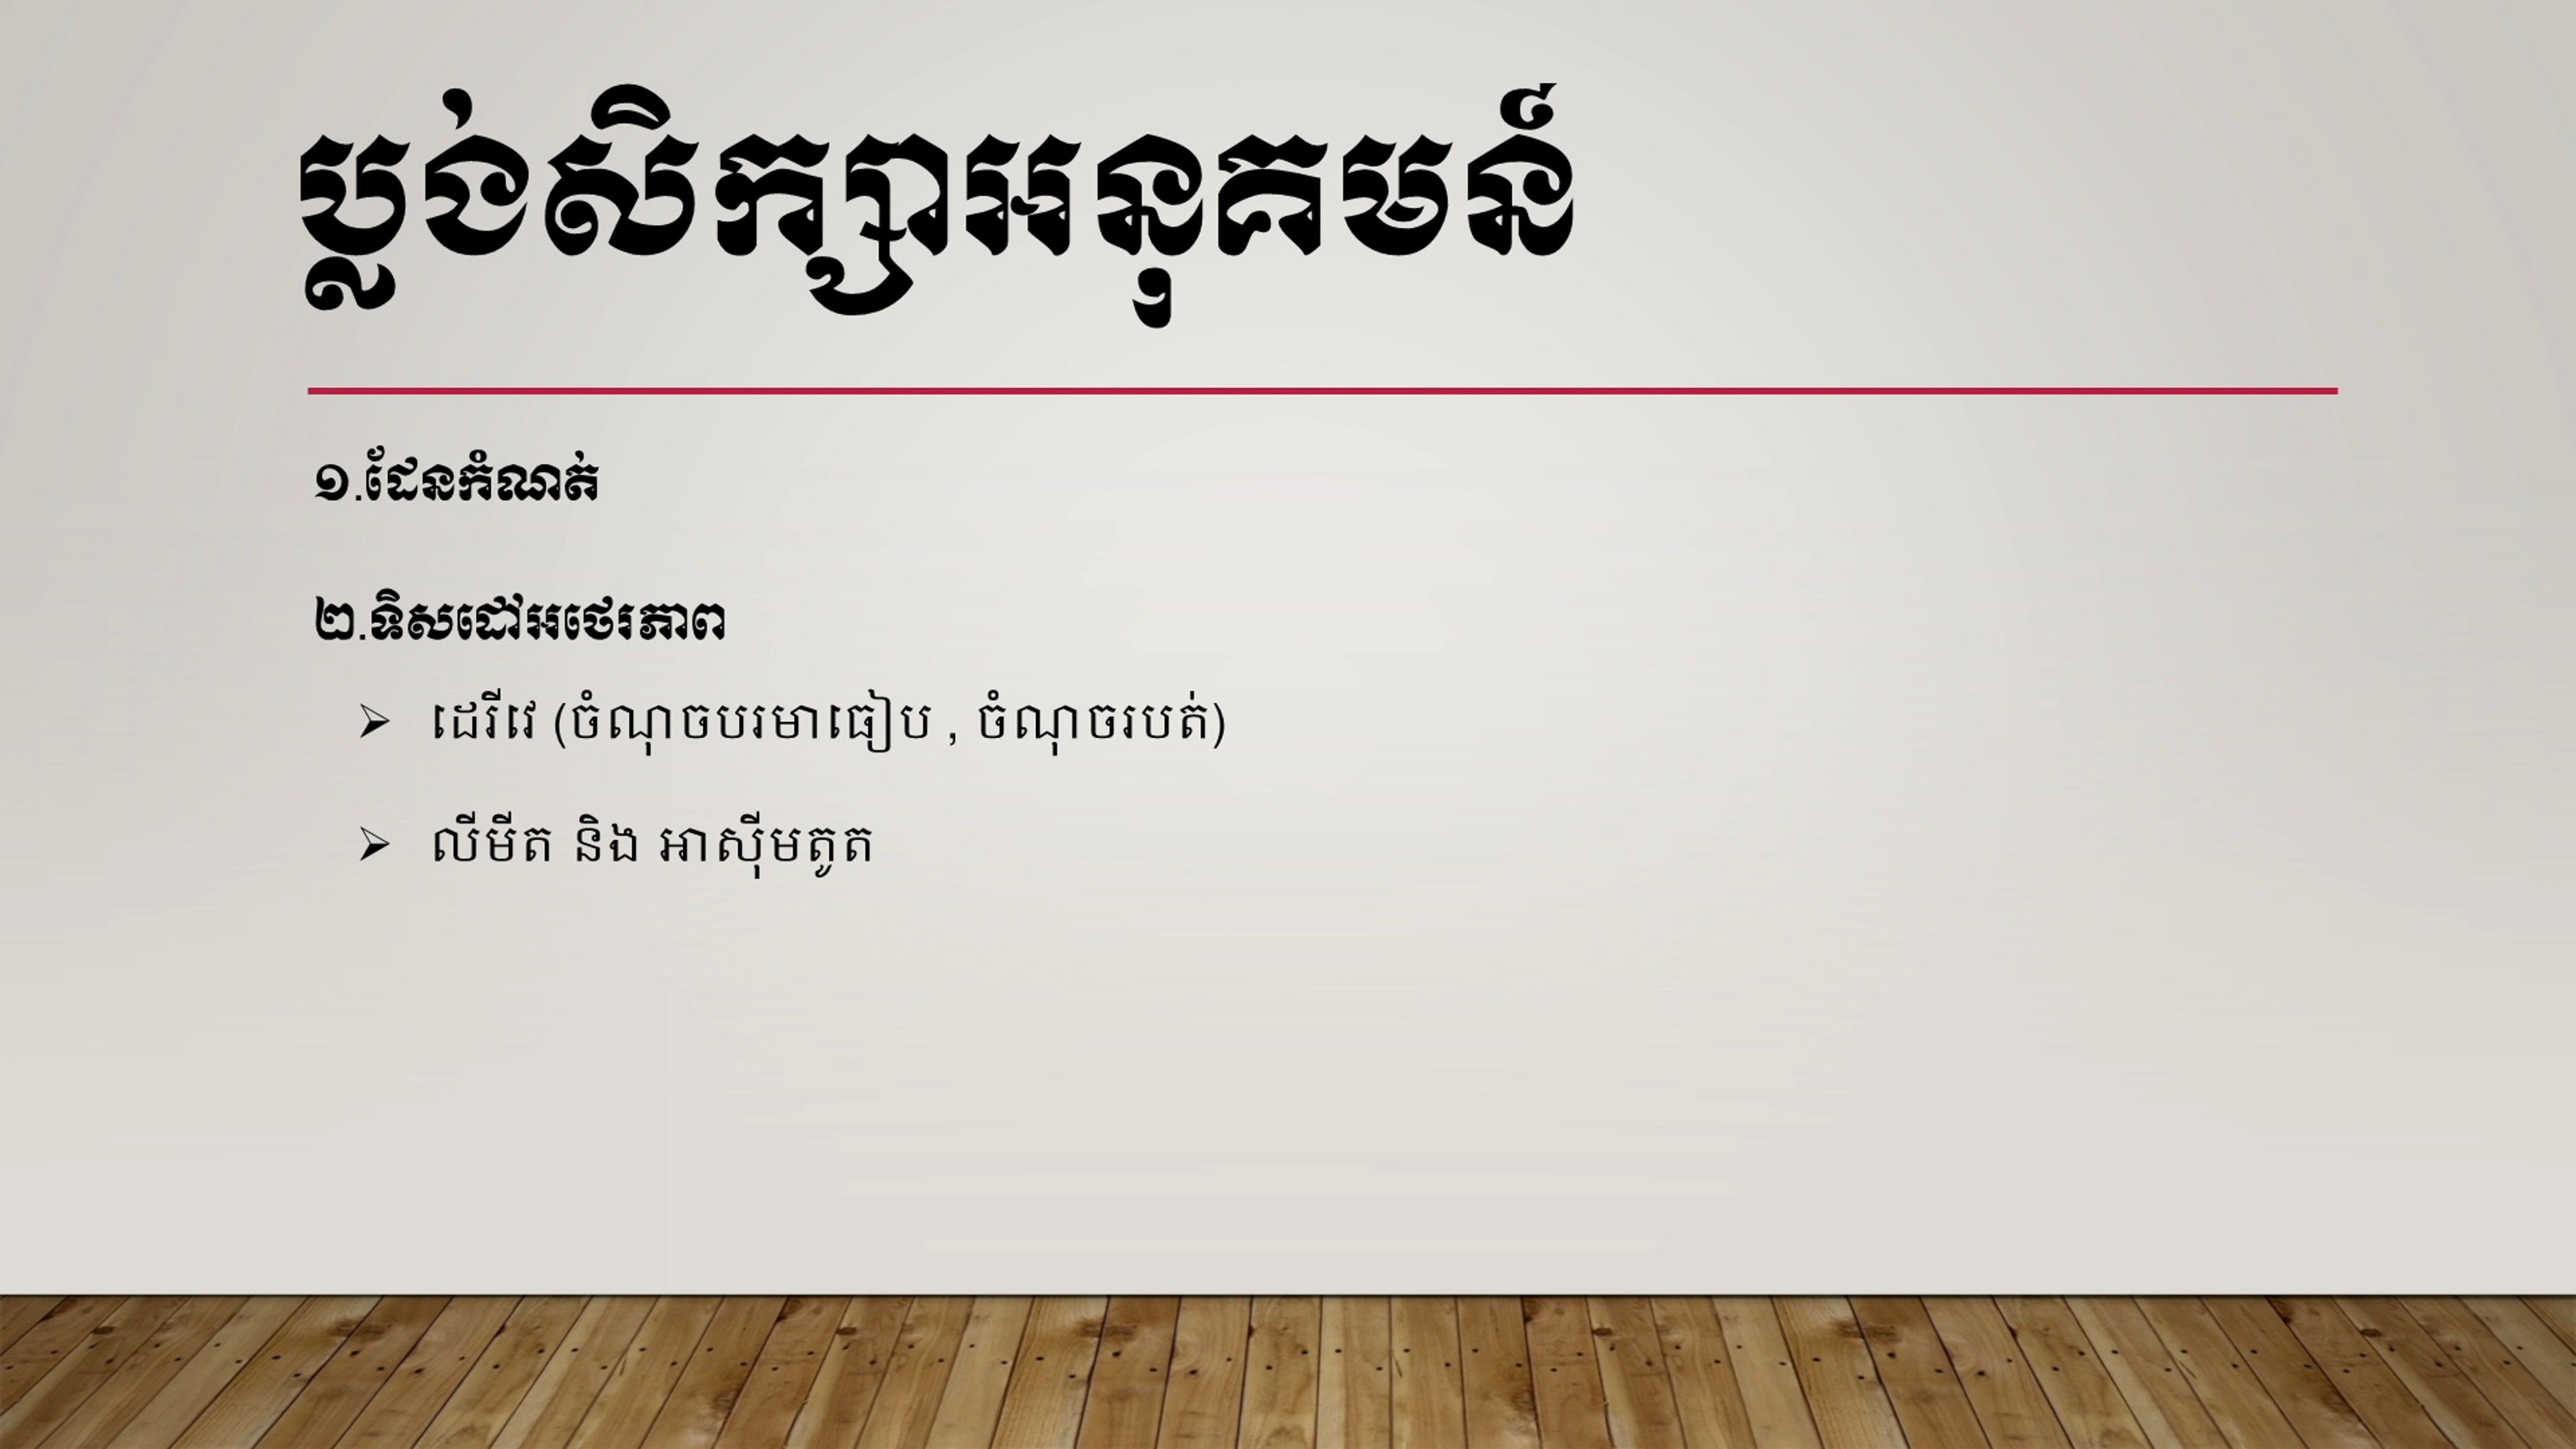 ប្លង់សិក្សាអនុគមន៍
១.ដែនកំណត់
២.ទិសដៅអថេរភាព
➢ ដេរីវេ (ចំណុចបរមាធៀប , ចំណុចរបត់)
➢ លីមីត និង អាស៊ីមតូត